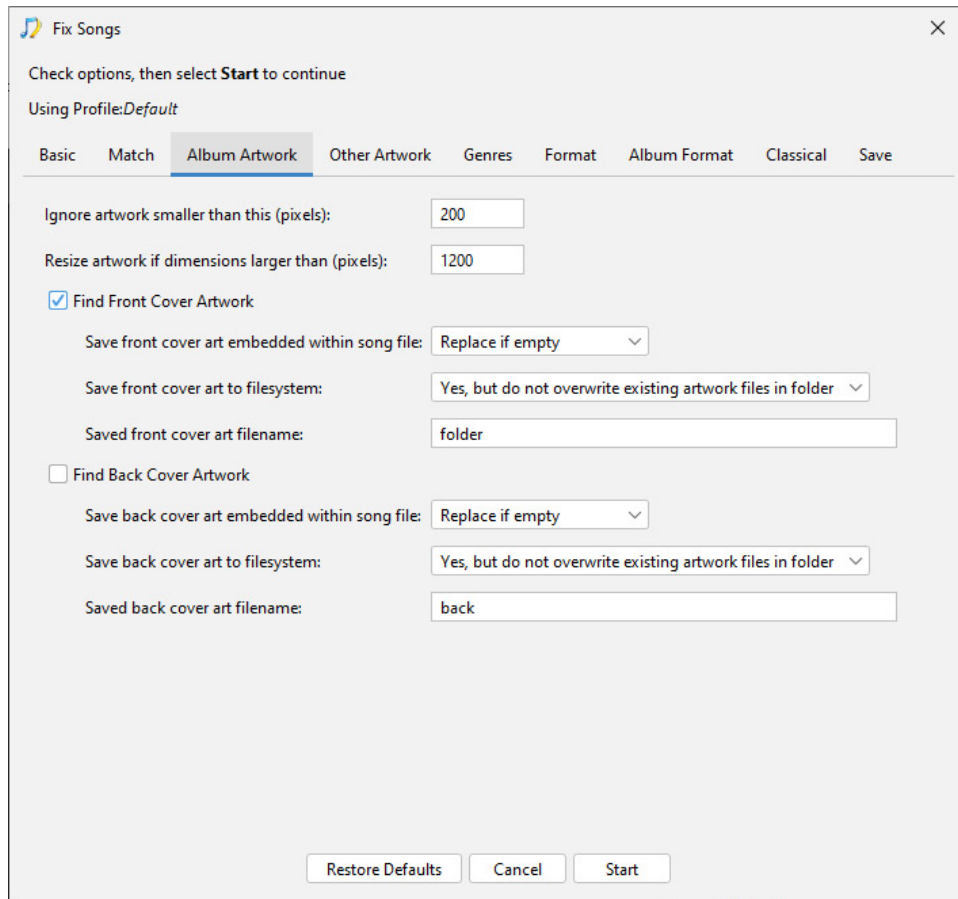 Fix Songs
Check options, then select Start to continue
Using Profile:Default
Basic Match Album Artwork Other Artwork Genres Format Album Format Classical Save
Ignore artwork smaller than this (pixels): 200
Resize artwork if dimensions larger than (pixels): 1200
Find Front Cover Artwork
Save front cover art embedded within song file: Replace if empty
Save front cover art to filesystem: Yes, but do not overwrite existing artwork files in folder
Saved front cover art filename: folder
Find Back Cover Artwork
Save back cover art embedded within song file: Replace if empty
Save back cover art to filesystem: Yes, but do not overwrite existing artwork files in folder
Saved back cover art filename: back
Restore Defaults Cancel Start